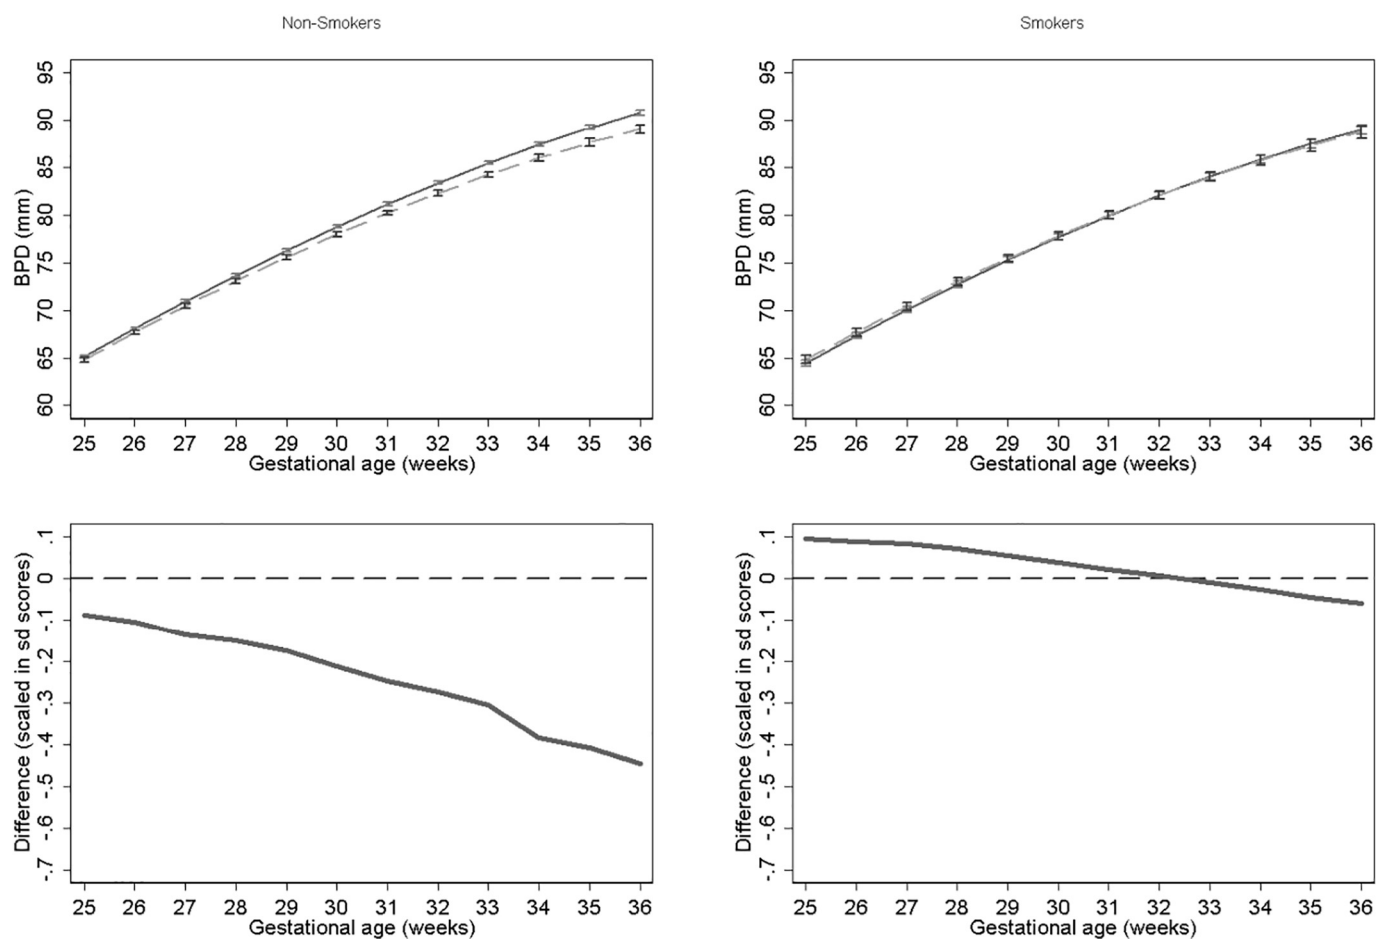 Non-Smokers
BPD (mm)
95
90
85
80
75
70
65
60
25 26 27 28 29 30 31 32 33 34 35 36
Gestational age (weeks)
Smokers
BPD (mm)
95
90
85
80
75
70
65
60
25 26 27 28 29 30 31 32 33 34 35 36
Gestational age (weeks)
Difference (scaled in sd scores)
.1
0
-.1
-.2
-.3
-.4
-.5
-.6
-.7
25 26 27 28 29 30 31 32 33 34 35 36
Gestational age (weeks)
Difference (scaled in sd scores)
.1
0
-.1
-.2
-.3
-.4
-.5
-.6
-.7
25 26 27 28 29 30 31 32 33 34 35 36
Gestational age (weeks)